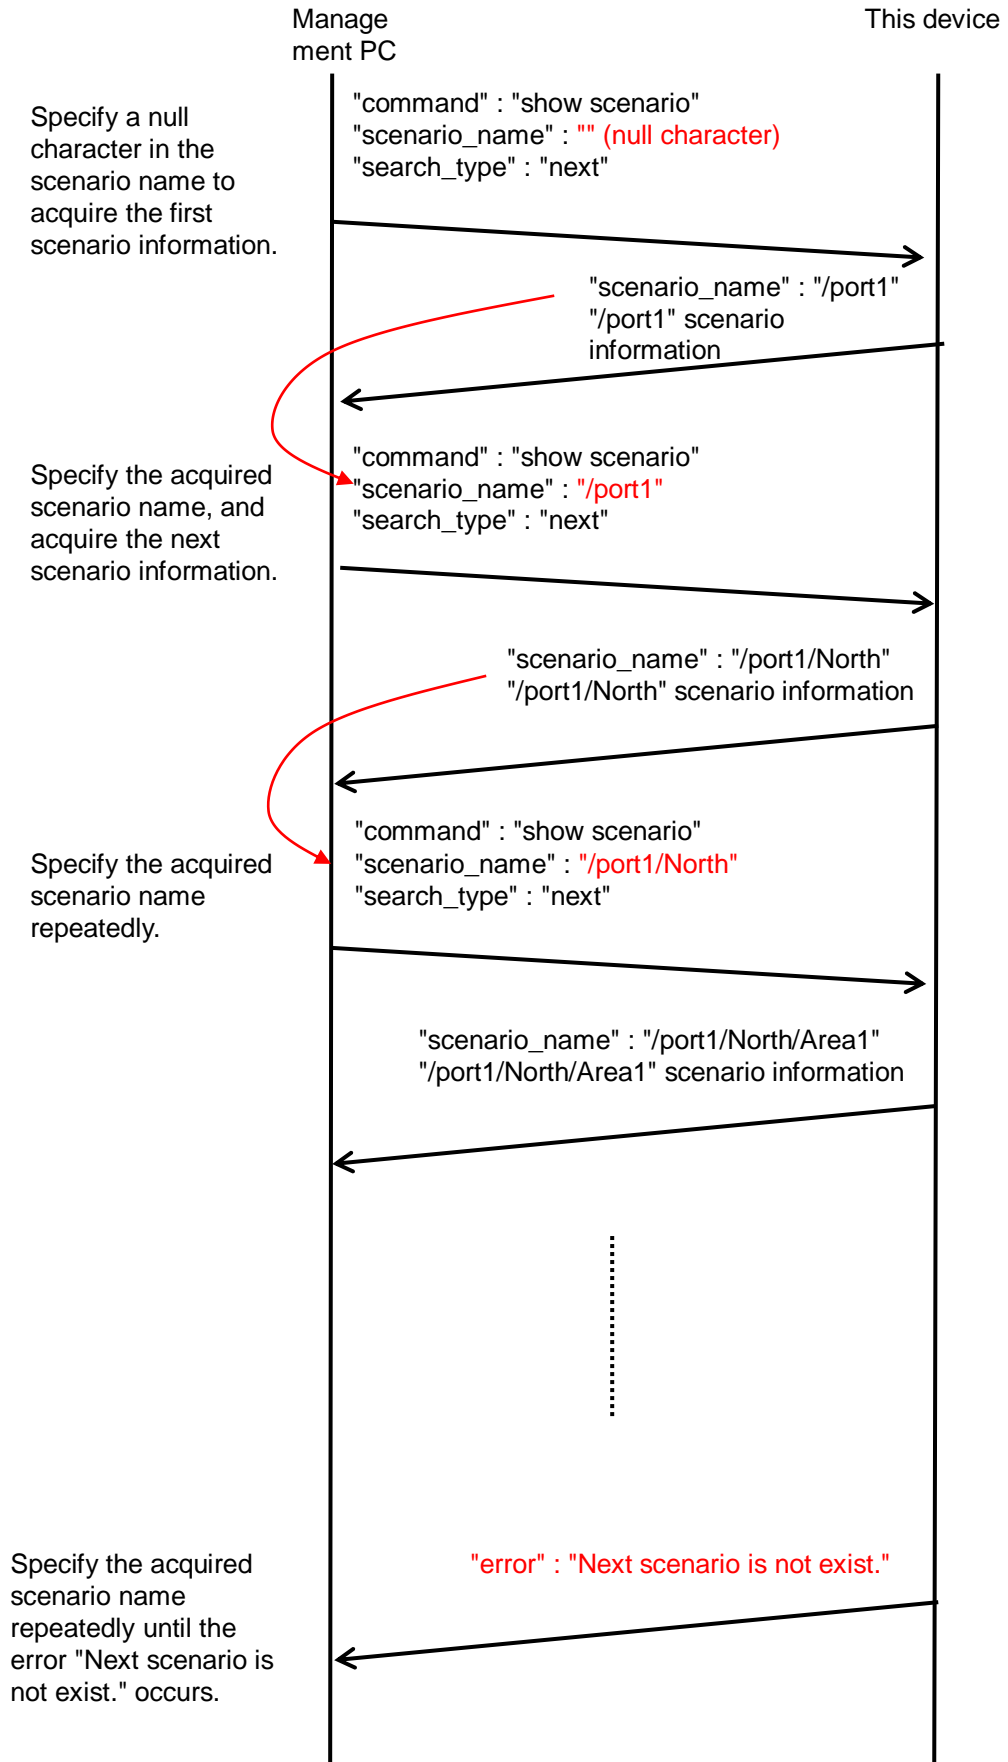 Manage
ment PC
This device
Specify a null
character in the
scenario name to
acquire the first
scenario information.
"command" : "show scenario"
"scenario_name" : "" (null character)
"search_type" : "next"
"scenario_name" : "/port1"
"/port1" scenario
information
Specify the acquired
scenario name, and
acquire the next
scenario information.
"command" : "show scenario"
"scenario_name" : "/port1"
"search_type" : "next"
"scenario_name" : "/port1/North"
"/port1/North" scenario information
Specify the acquired
scenario name
repeatedly.
"command" : "show scenario"
"scenario_name" : "/port1/North"
"search_type" : "next"
"scenario_name" : "/port1/North/Area1"
"/port1/North/Area1" scenario information
Specify the acquired
scenario name
repeatedly until the
error "Next scenario is
not exist." occurs.
"error" : "Next scenario is not exist."